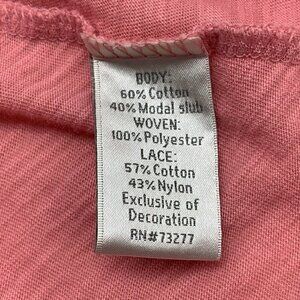 BODY:
60% Cotton
40% Modal slub
WOVEN:
100% Polyester
LACE:
57% Cotton
43% Nylon
Exclusive of
Decoration
RN#73277